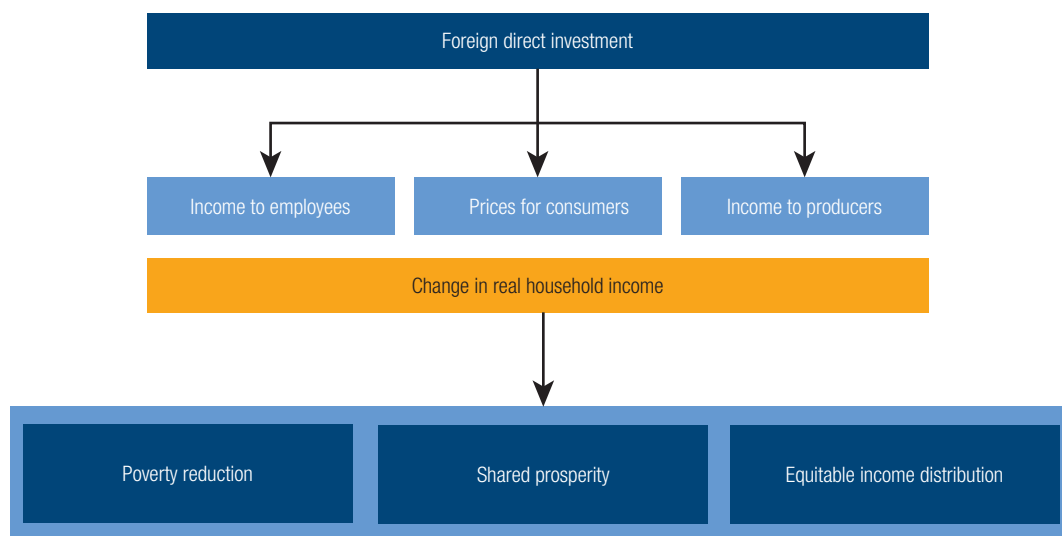 Foreign direct investment
Income to employees
Prices for consumers
Income to producers
Change in real household income
Poverty reduction
Shared prosperity
Equitable income distribution